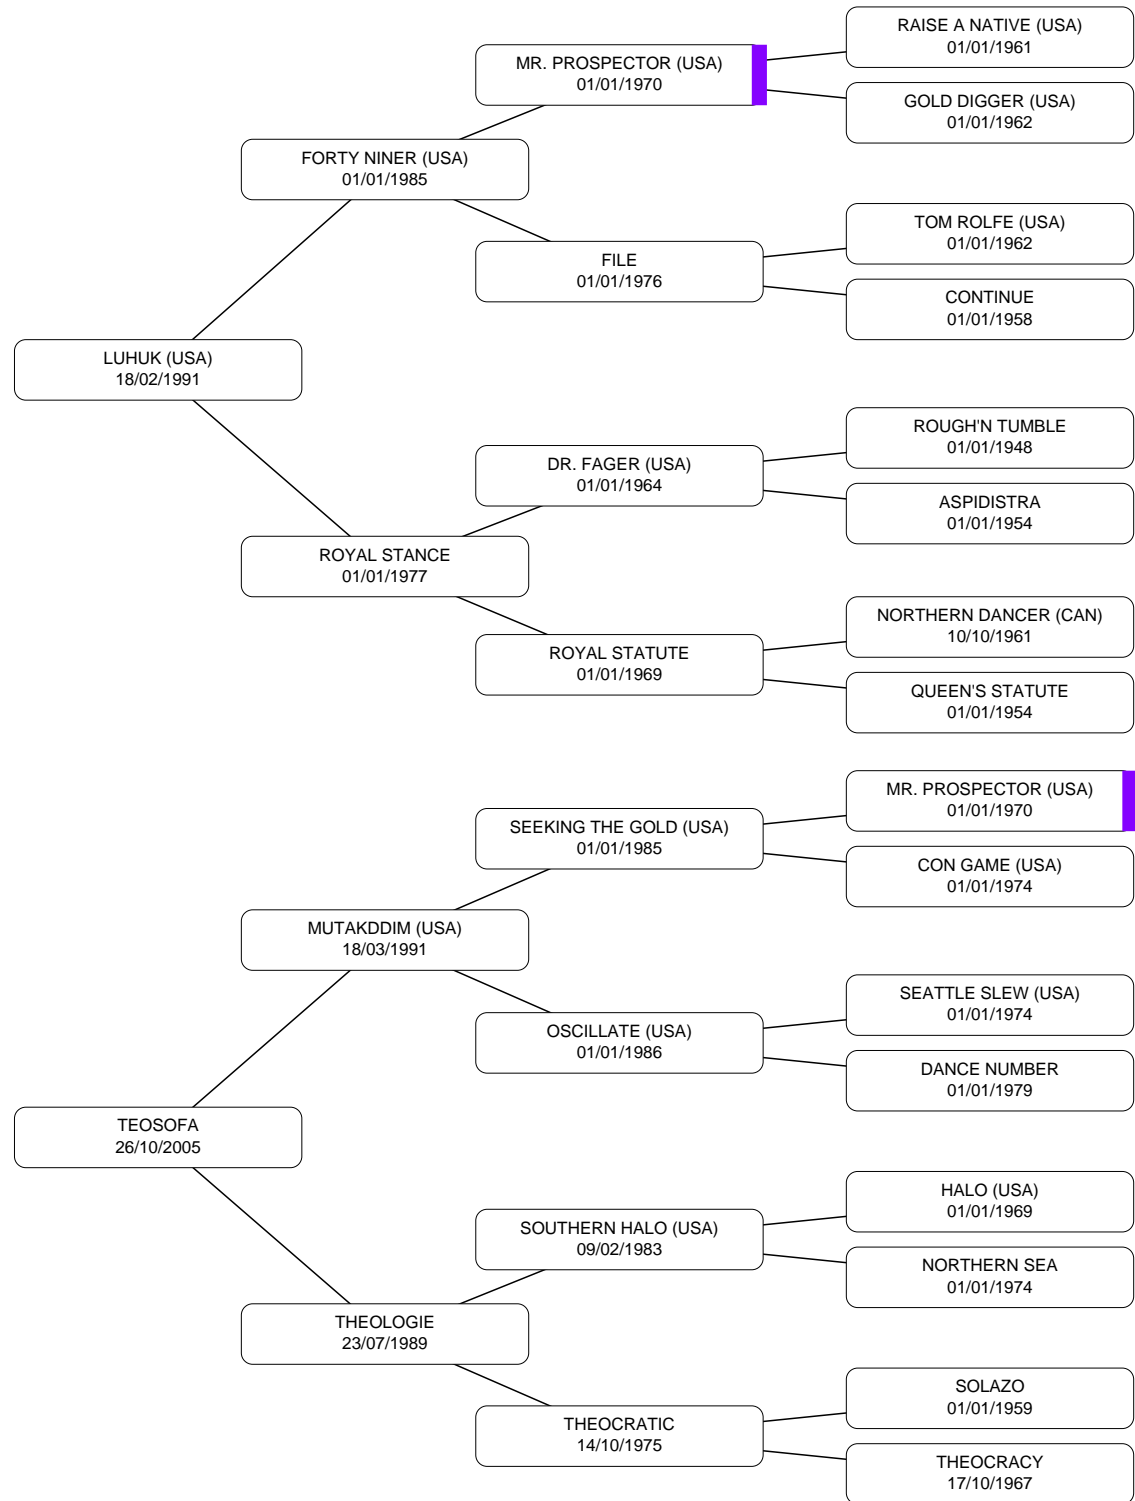 RAISE A NATIVE (USA)
01/01/1961
MR. PROSPECTOR (USA)
01/01/1970
GOLD DIGGER (USA)
01/01/1962
FORTY NINER (USA)
01/01/1985
TOM ROLFE (USA)
01/01/1962
FILE
01/01/1976
CONTINUE
01/01/1958
LUHUK (USA)
18/02/1991
ROUGH'N TUMBLE
01/01/1948
DR. FAGER (USA)
01/01/1964
ASPIDISTRA
01/01/1954
ROYAL STANCE
01/01/1977
NORTHERN DANCER (CAN)
10/10/1961
ROYAL STATUTE
01/01/1969
QUEEN'S STATUTE
01/01/1954
MR. PROSPECTOR (USA)
01/01/1970
SEEKING THE GOLD (USA)
01/01/1985
CON GAME (USA)
01/01/1974
MUTAKDDIM (USA)
18/03/1991
SEATTLE SLEW (USA)
01/01/1974
OSCILLATE (USA)
01/01/1986
DANCE NUMBER
01/01/1979
TEOSOFA
26/10/2005
HALO (USA)
01/01/1969
SOUTHERN HALO (USA)
09/02/1983
NORTHERN SEA
01/01/1974
THEOLOGIE
23/07/1989
SOLAZO
01/01/1959
THEOCRATIC
14/10/1975
THEOCRACY
17/10/1967